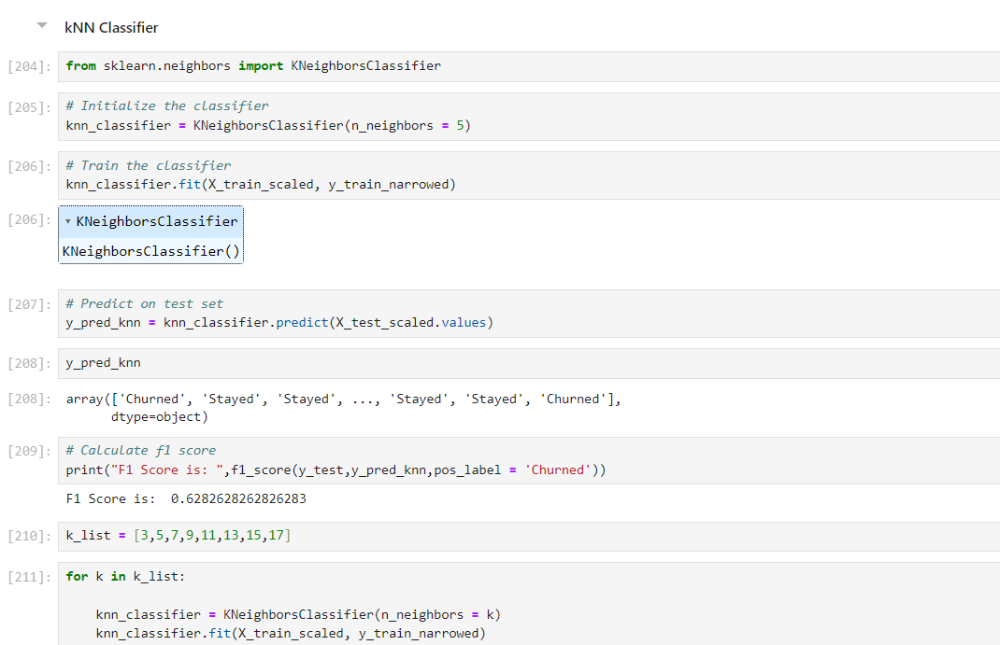 kNN Classifier
[204]: from sklearn.neighbors import KNeighborsClassifier
[205]: # Initialize the classifier
knn_classifier = KNeighborsClassifier(n_neighbors = 5)
[206]: # Train the classifier
knn_classifier.fit(X_train_scaled, y_train_narrowed)
[206]: ▾ KNeighborsClassifier
KNeighborsClassifier()
[207]: # Predict on test set
y_pred_knn = knn_classifier.predict(X_test_scaled.values)
[208]: y_pred_knn
[208]: array(['Churned', 'Stayed', 'Stayed', ..., 'Stayed', 'Stayed', 'Churned'],
dtype=object)
[209]: # Calculate f1 score
print("F1 Score is: ",f1_score(y_test,y_pred_knn,pos_label = 'Churned'))
F1 Score is:  0.6282628262826283
[210]: k_list = [3,5,7,9,11,13,15,17]
[211]: for k in k_list:
knn_classifier = KNeighborsClassifier(n_neighbors = k)
knn_classifier.fit(X_train_scaled, y_train_narrowed)